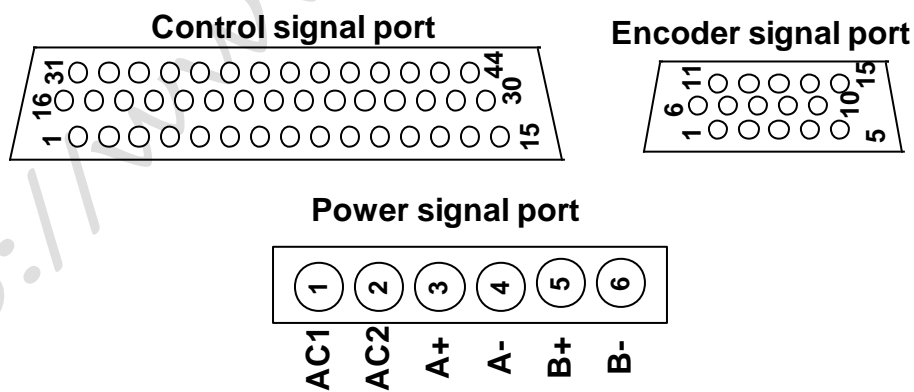 Control signal port
Encoder signal port
31 44
16 30
1 15
11 15
6 10
1 5
Power signal port
1 2 3 4 5 6
AC1 AC2 A+ A- B+ B-